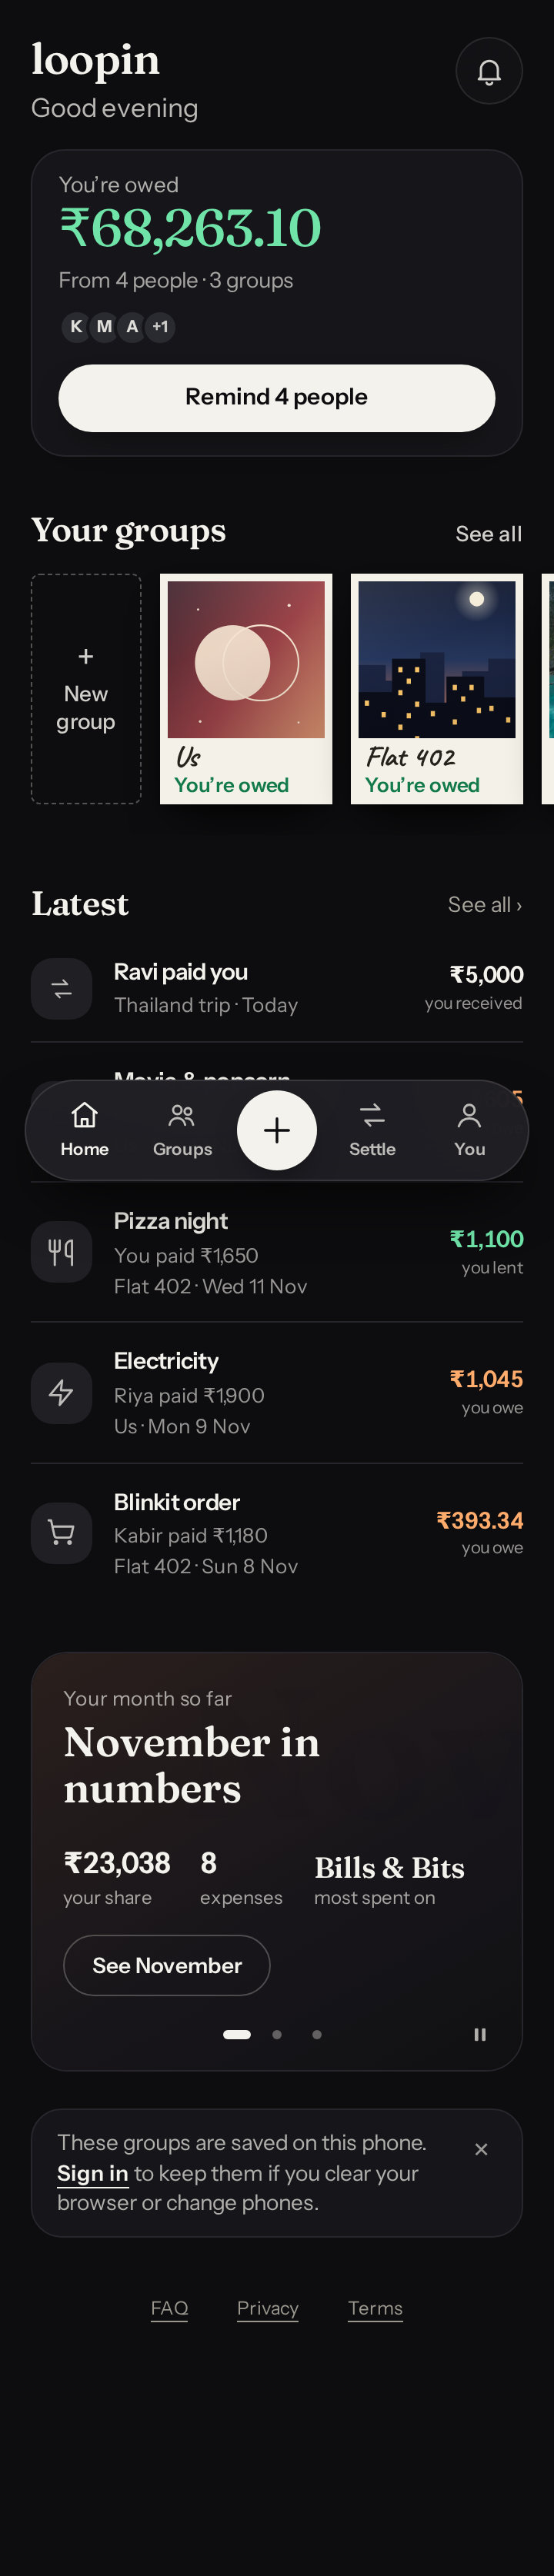 loopin
Good evening
You're owed
₹68,263.10
From 4 people · 3 groups
K M A +1
Remind 4 people
Your groups
See all
+
New
group
Us
You're owed
Flat 402
You're owed
Latest
See all ›
Ravi paid you
₹5,000
Thailand trip · Today
you received
Home
Groups
Settle
You
Pizza night
₹1,100
You paid ₹1,650
you lent
Flat 402 · Wed 11 Nov
Electricity
₹1,045
Riya paid ₹1,900
you owe
Us · Mon 9 Nov
Blinkit order
₹393.34
Kabir paid ₹1,180
you owe
Flat 402 · Sun 8 Nov
Your month so far
November in
numbers
₹23,038
8
Bills & Bits
your share
expenses
most spent on
See November
These groups are saved on this phone.
Sign in to keep them if you clear your
browser or change phones.
FAQ
Privacy
Terms